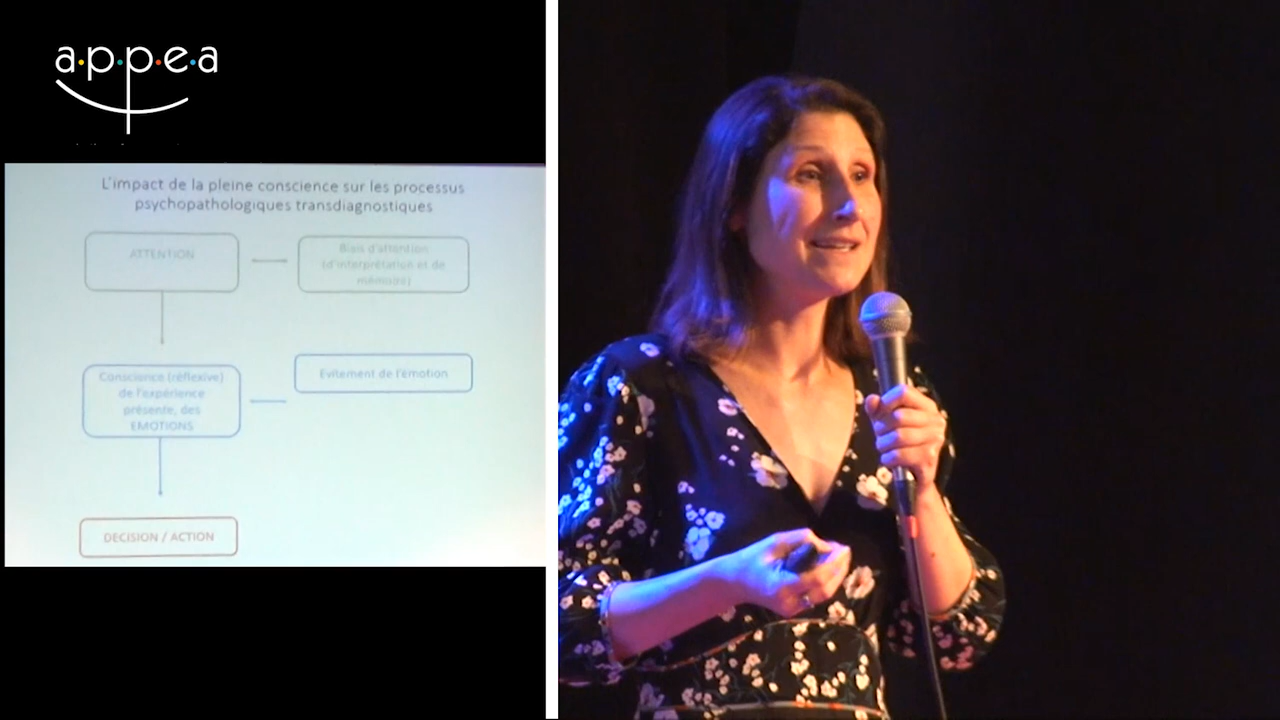 a·p·p·e·a
L'impact de la pleine conscience sur les processus
psychopathologiques transdiagnostiques
ATTENTION
Biais d'attention
(d'interprétation et de
mémoire)
Conscience (réflexive)
de l'expérience
présente, des
EMOTIONS
Evitement de l'émotion
DECISION / ACTION